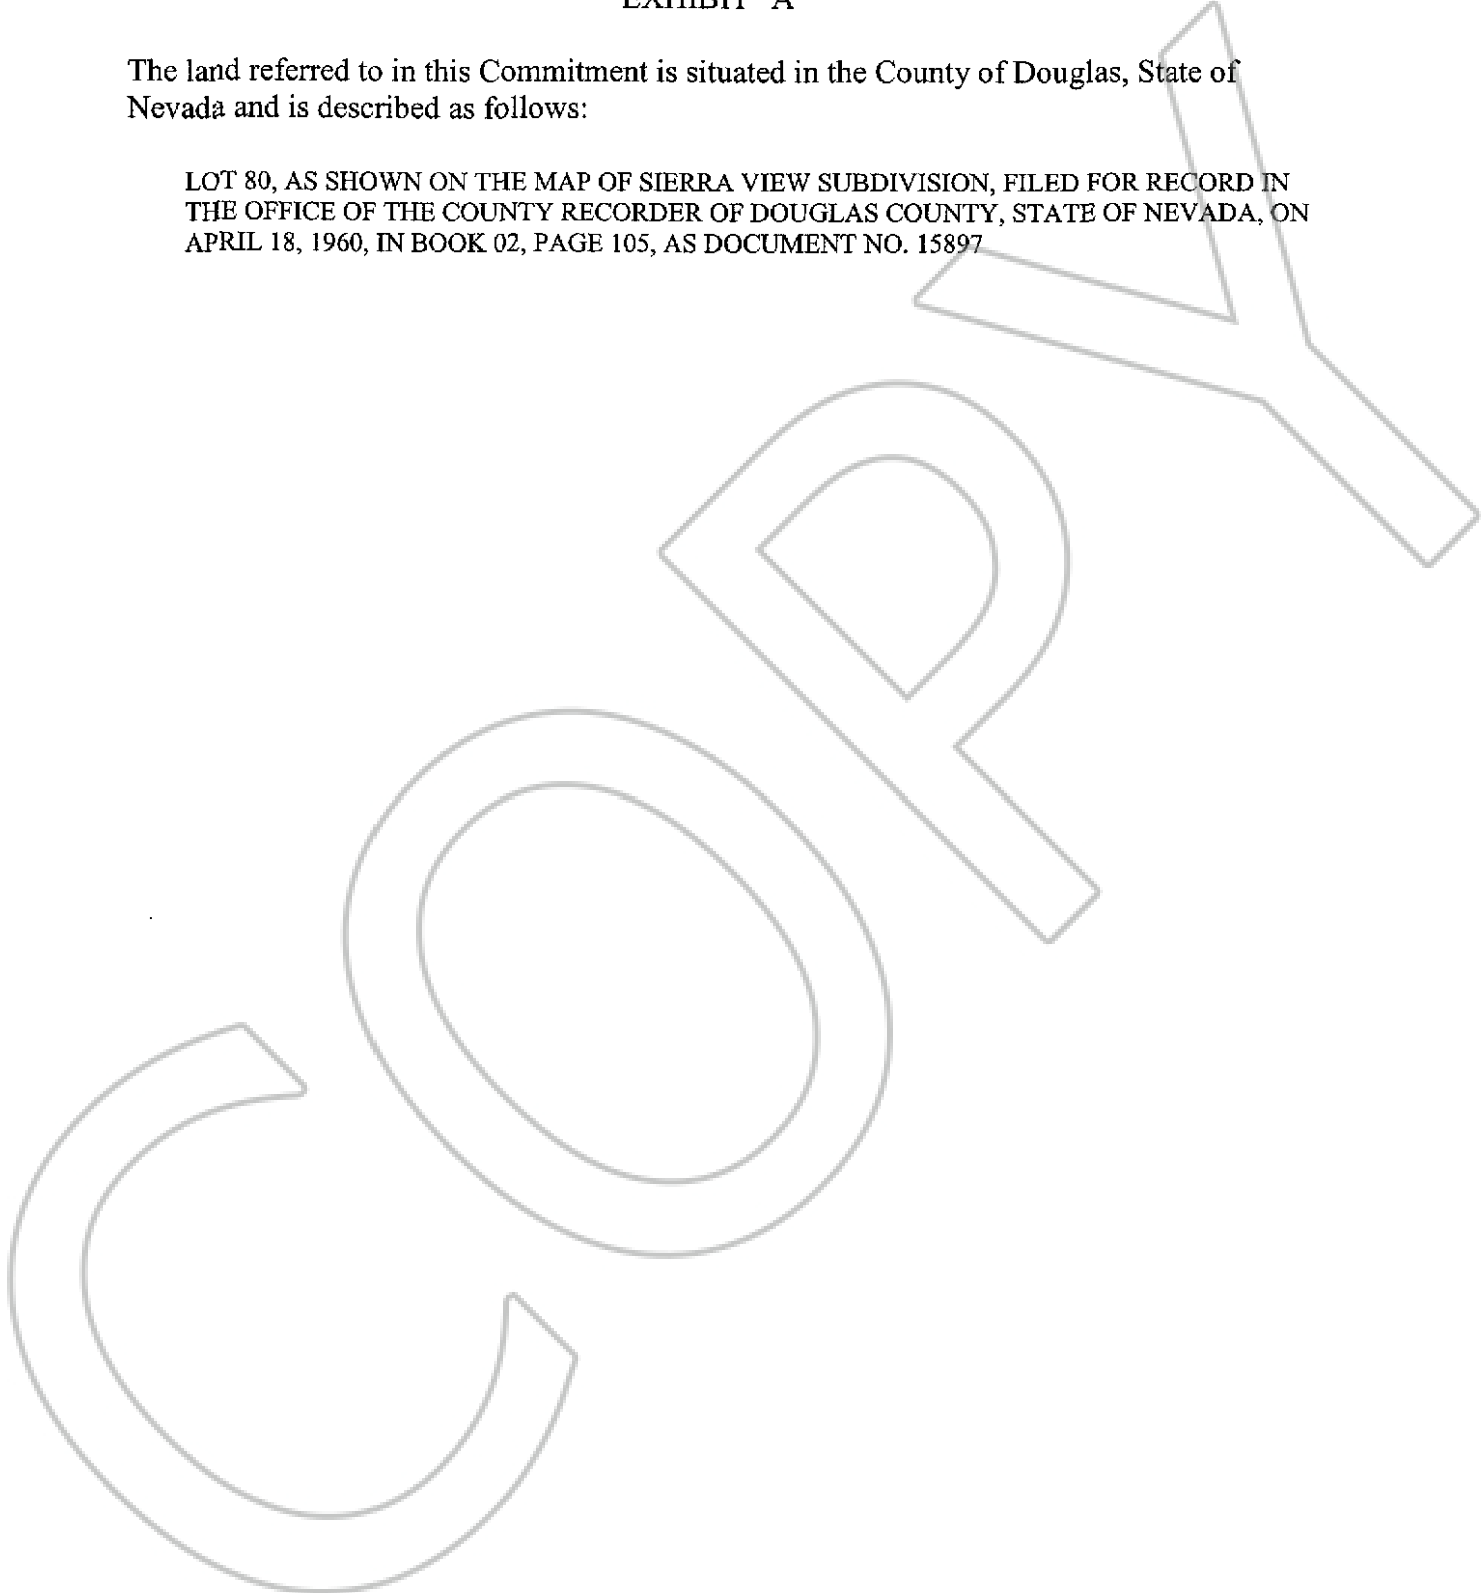 EXHIBIT "A"
The land referred to in this Commitment is situated in the County of Douglas, State of
Nevada and is described as follows:
LOT 80, AS SHOWN ON THE MAP OF SIERRA VIEW SUBDIVISION, FILED FOR RECORD IN
THE OFFICE OF THE COUNTY RECORDER OF DOUGLAS COUNTY, STATE OF NEVADA, ON
APRIL 18, 1960, IN BOOK 02, PAGE 105, AS DOCUMENT NO. 15897
COPY